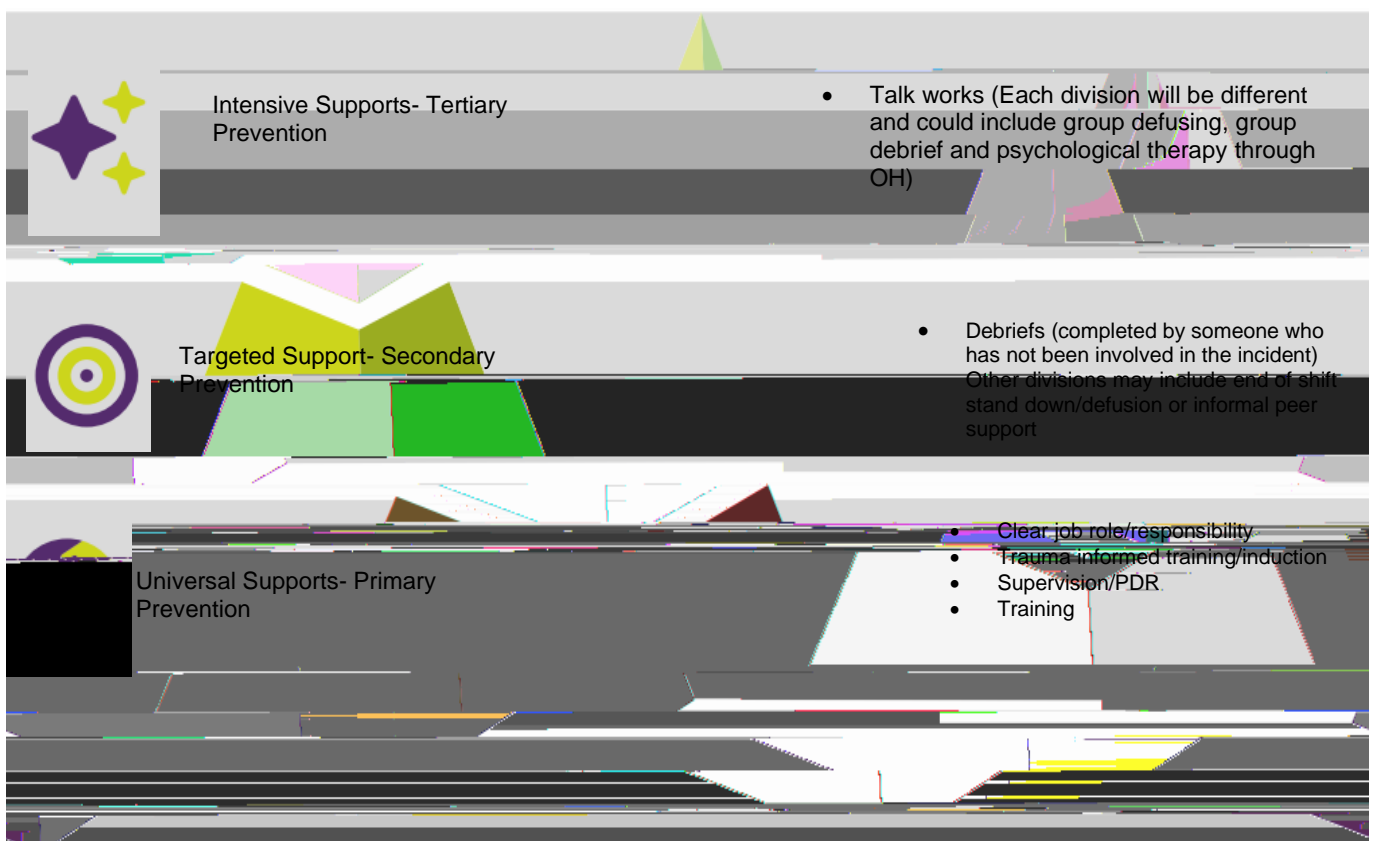 Intensive Supports- Tertiary
Prevention
• Talk works (Each division will be different
and could include group defusing, group
debrief and psychological therapy through
OH)
Targeted Support- Secondary
Prevention
• Debriefs (completed by someone who
has not been involved in the incident)
Other divisions may include end of shift
stand down/defusion or informal peer
support
Universal Supports- Primary
Prevention
• Clear job role/responsibility
• Trauma informed training/induction
• Supervision/PDR
• Training